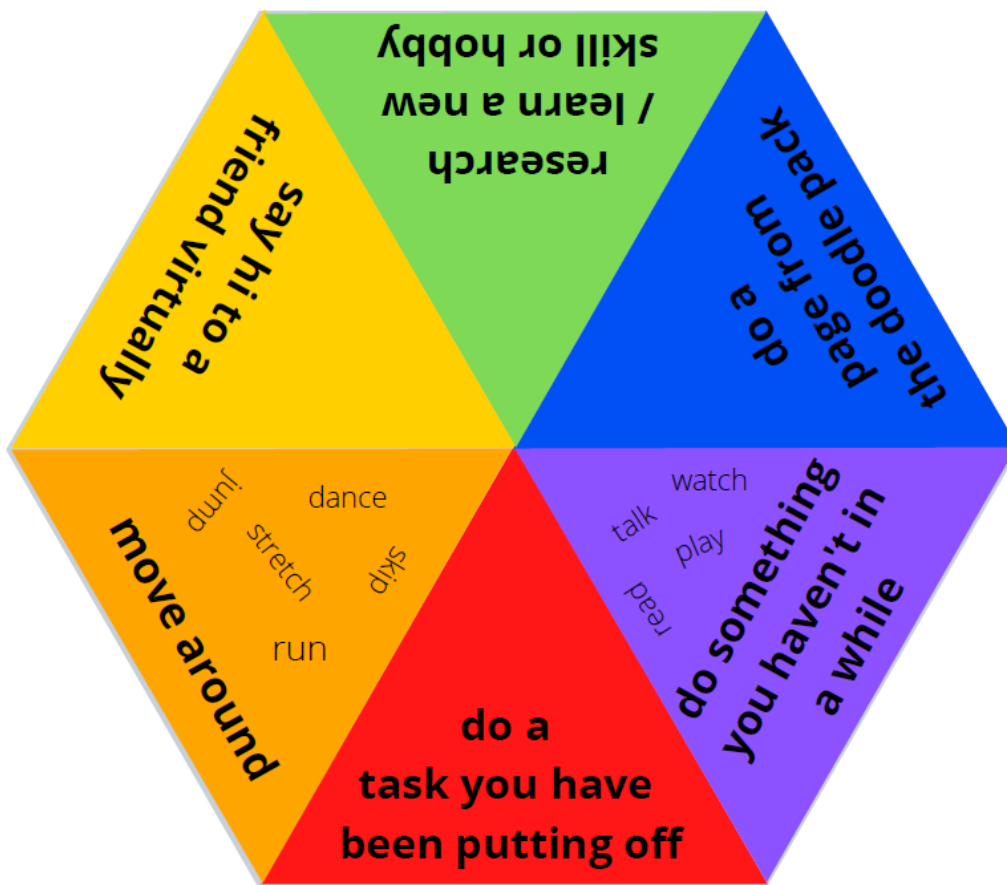 research
/ learn a new
skill or hobby
do a
page from
the doodle pack
say hi to a
friend virtually
watch
talk
play
read
do something
you haven't in
a while
jump
dance
stretch
skip
run
move around
do a
task you have
been putting off